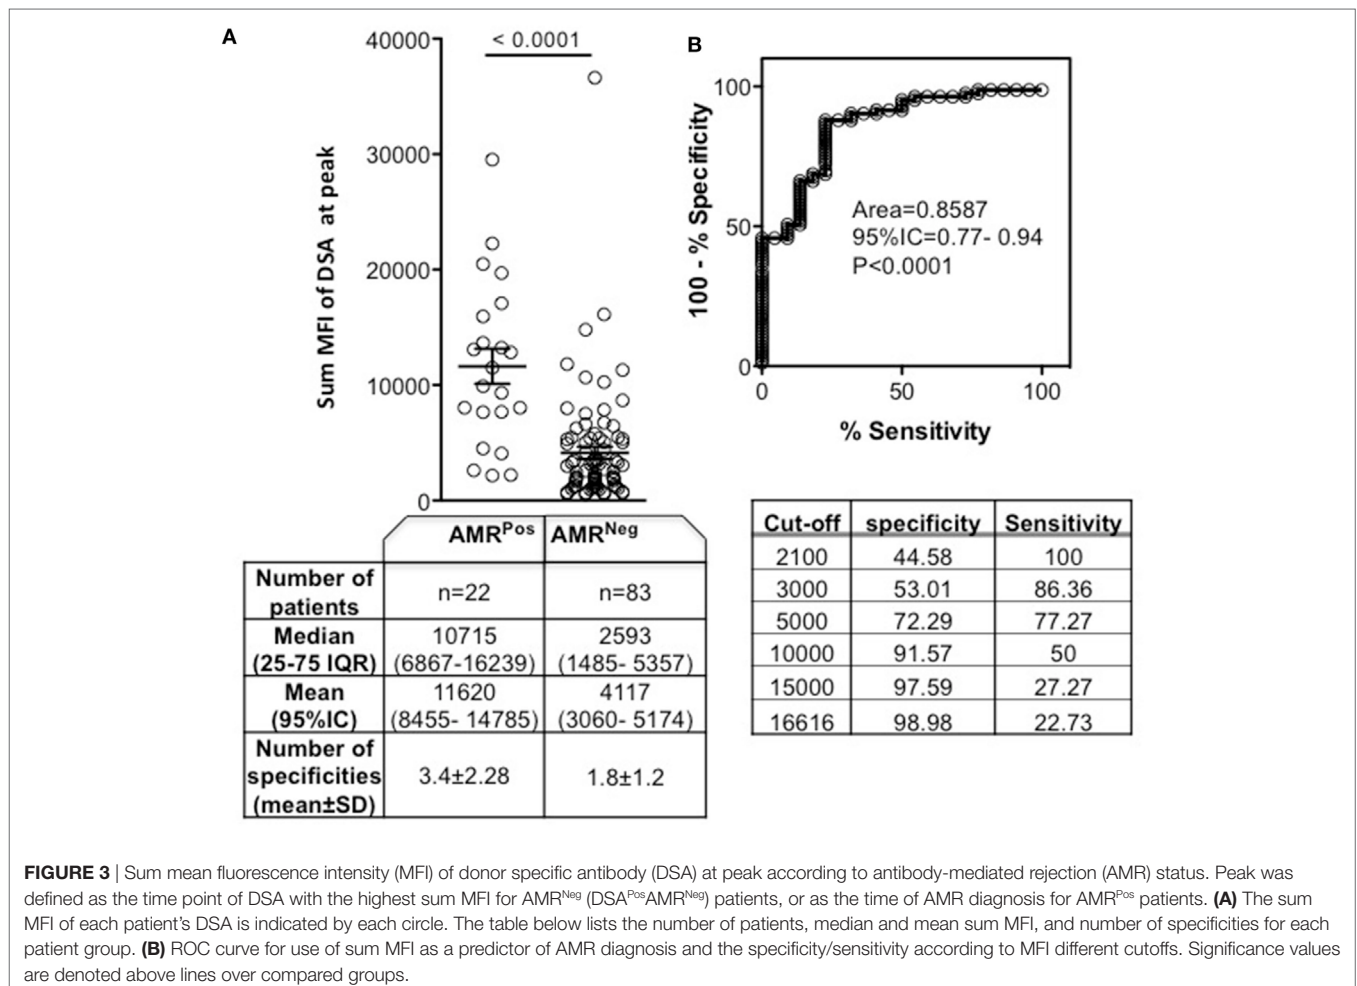 A
< 0.0001
40000
30000
20000
10000
0
Sum MFI of DSA at peak
AMRPos AMRNeg
Number of patients n=22 n=83
Median (25-75 IQR) 10715 (6867-16239) 2593 (1485- 5357)
Mean (95%IC) 11620 (8455- 14785) 4117 (3060- 5174)
Number of specificities (mean±SD) 3.4±2.28 1.8±1.2
B
100 - % Specificity
100
50
0
Area=0.8587
95%IC=0.77- 0.94
P<0.0001
0 50 100
% Sensitivity
Cut-off specificity Sensitivity
2100 44.58 100
3000 53.01 86.36
5000 72.29 77.27
10000 91.57 50
15000 97.59 27.27
16616 98.98 22.73
FIGURE 3 | Sum mean fluorescence intensity (MFI) of donor specific antibody (DSA) at peak according to antibody-mediated rejection (AMR) status. Peak was
defined as the time point of DSA with the highest sum MFI for AMRNeg (DSAPosAMRNeg) patients, or as the time of AMR diagnosis for AMRPos patients. (A) The sum
MFI of each patient's DSA is indicated by each circle. The table below lists the number of patients, median and mean sum MFI, and number of specificities for each
patient group. (B) ROC curve for use of sum MFI as a predictor of AMR diagnosis and the specificity/sensitivity according to MFI different cutoffs. Significance values
are denoted above lines over compared groups.